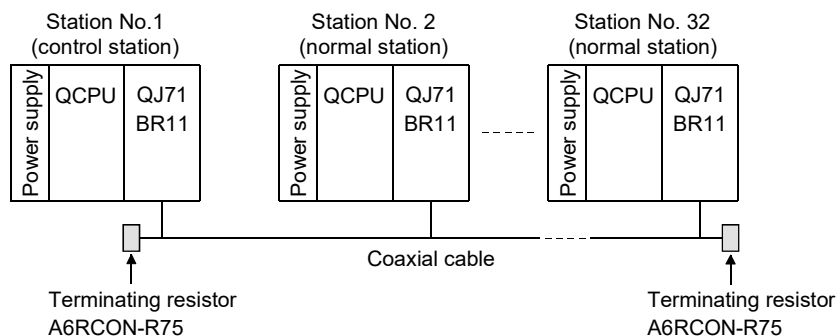 Station No.1
(control station)
Station No. 2
(normal station)
Station No. 32
(normal station)
Power supply
QCPU
QJ71
BR11
Power supply
QCPU
QJ71
BR11
Power supply
QCPU
QJ71
BR11
Coaxial cable
Terminating resistor
A6RCON-R75
Terminating resistor
A6RCON-R75